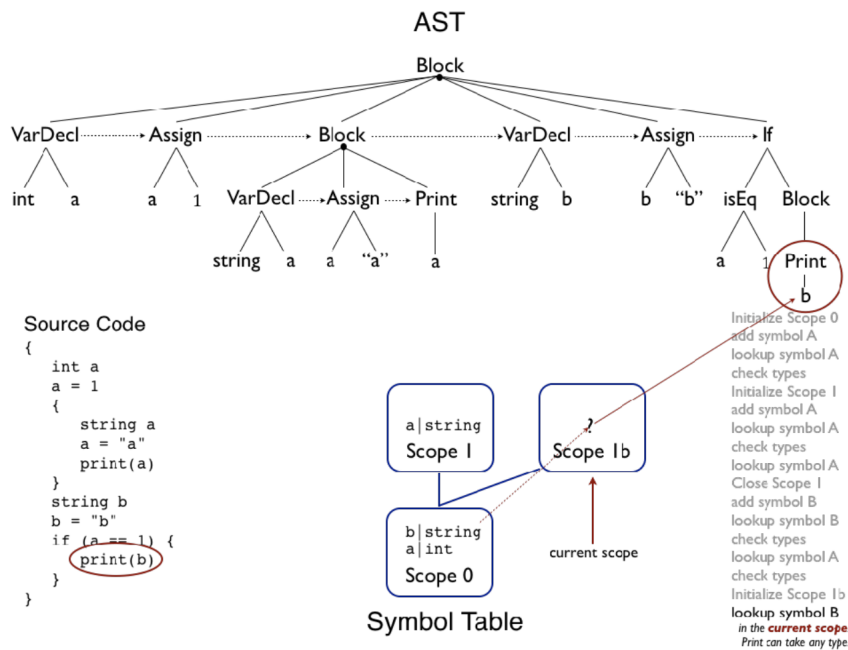 AST
Block
VarDecl Assign Block VarDecl Assign If
int a a 1 VarDecl Assign Print string b b “b” isEq Block
string a a “a” a a 1 Print
b
Source Code
{
int a
a = 1
{
string a
a = "a"
print(a)
}
string b
b = "b"
if (a == 1) {
print(b)
}
}
a|string
Scope 1
?
Scope 1b
b|string
a|int
Scope 0
current scope
Symbol Table
Initialize Scope 0
add symbol A
lookup symbol A
check types
Initialize Scope 1
add symbol A
lookup symbol A
check types
lookup symbol A
Close Scope 1
add symbol B
lookup symbol B
check types
lookup symbol A
check types
Initialize Scope 1b
lookup symbol B
in the current scope
Print can take any type